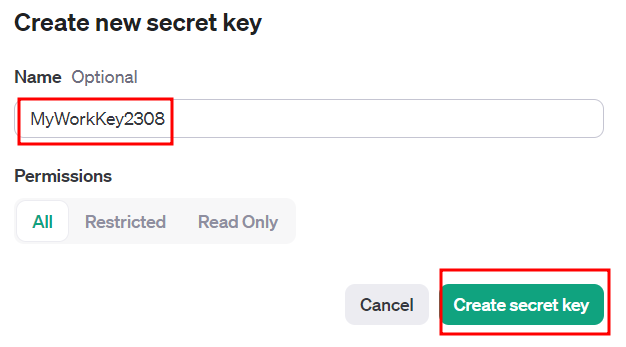 Create new secret key
Name Optional
MyWorkKey2308
Permissions
All Restricted Read Only
Cancel Create secret key